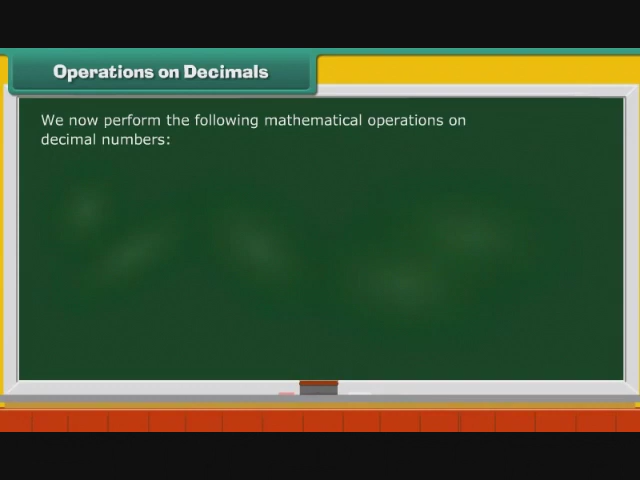 Operations on Decimals
We now perform the following mathematical operations on
decimal numbers: